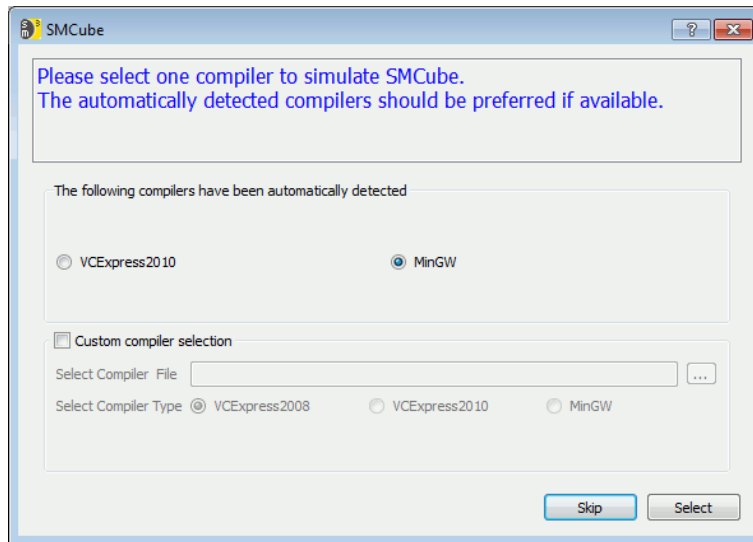 SMCube
Please select one compiler to simulate SMCube.
The automatically detected compilers should be preferred if available.
The following compilers have been automatically detected
VCExpress2010 MinGW
Custom compiler selection
Select Compiler File ...
Select Compiler Type VCExpress2008 VCExpress2010 MinGW
Skip Select